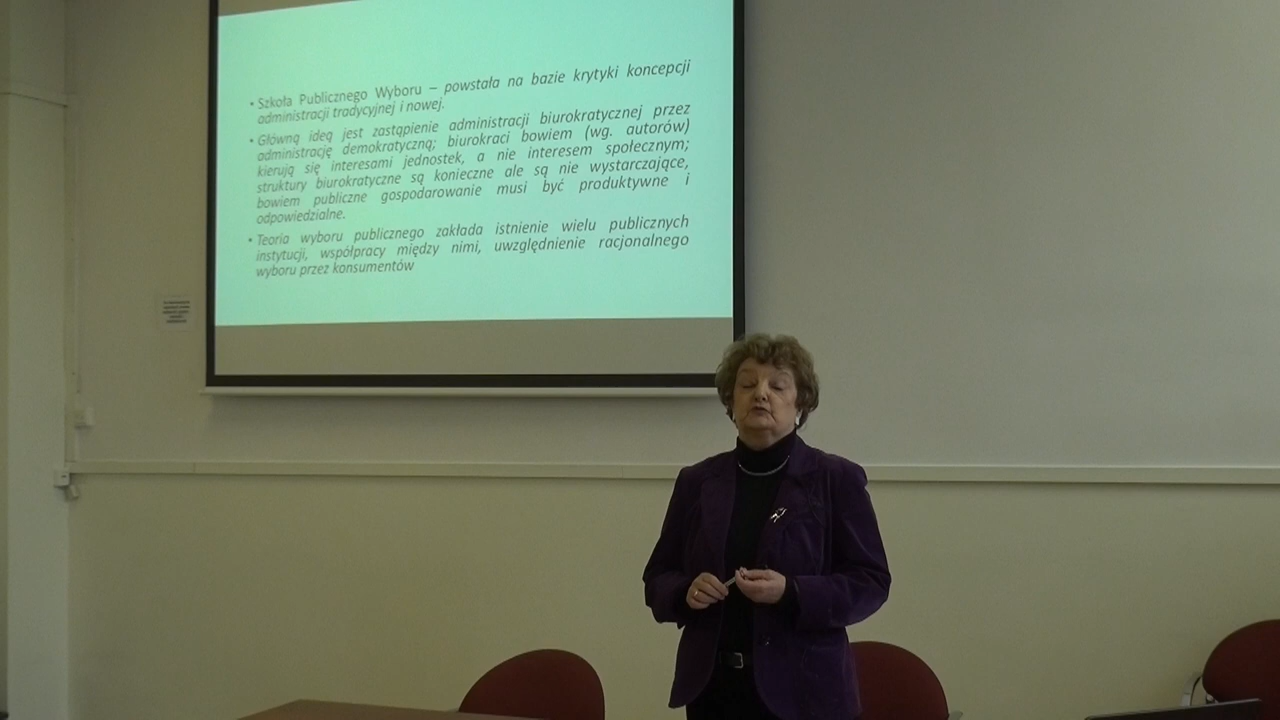 • Szkoła Publicznego Wyboru – powstała na bazie krytyki koncepcji
administracji tradycyjnej i nowej.
• Główną ideą jest zastąpienie administracji biurokratycznej przez
administrację demokratyczną; biurokraci bowiem (wg. autorów)
kierują się interesami jednostek, a nie interesem społecznym;
struktury biurokratyczne są konieczne ale są nie wystarczające,
bowiem publiczne gospodarowanie musi być produktywne i
odpowiedzialne.
• Teoria wyboru publicznego zakłada istnienie wielu publicznych
instytucji, współpracy między nimi, uwzględnienie racjonalnego
wyboru przez konsumentów